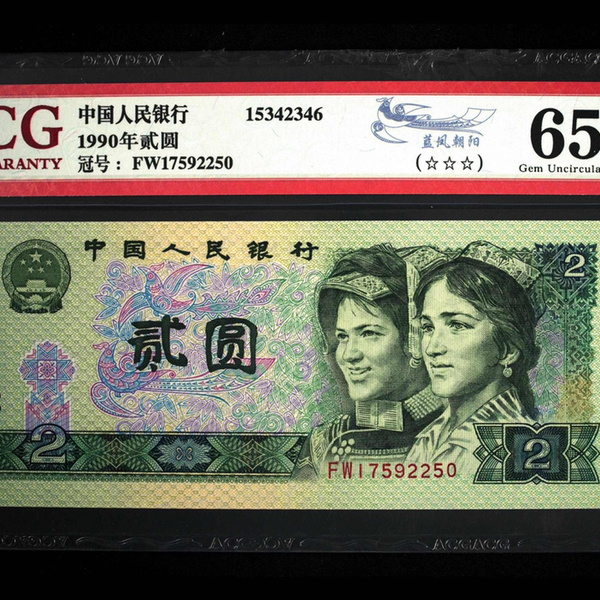 CG
ARANTY
中国人民银行
1990年贰圆
冠号： FW17592250
15342346
蓝凤朝阳
(☆☆☆)
65
Gem Uncircula
中国人民银行
2
贰圆
2
FW17592250
2
ACGACG